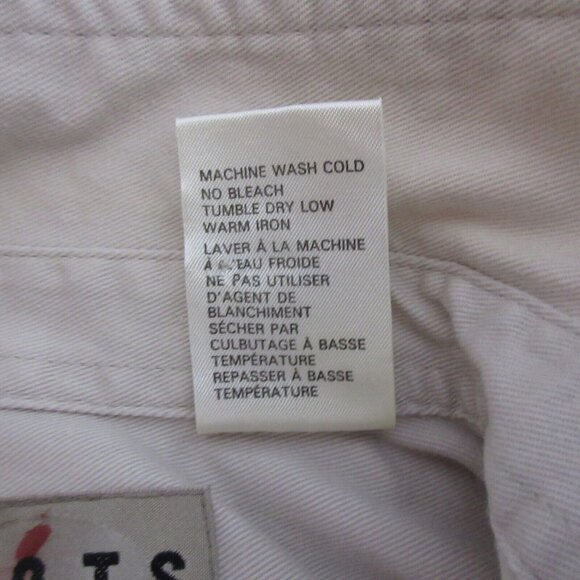 MACHINE WASH COLD
NO BLEACH
TUMBLE DRY LOW
WARM IRON
LAVER À LA MACHINE
À L'EAU FROIDE
NE PAS UTILISER
D'AGENT DE
BLANCHIMENT
SÉCHER PAR
CULBUTAGE À BASSE
TEMPÉRATURE
REPASSER À BASSE
TEMPÉRATURE